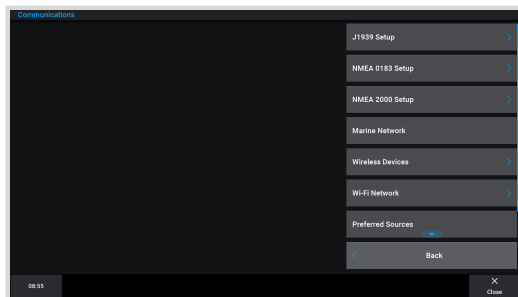 Communications
J1939 Setup
NMEA 0183 Setup
NMEA 2000 Setup
Marine Network
Wireless Devices
Wi-Fi Network
Preferred Sources
Back
08:55
Close